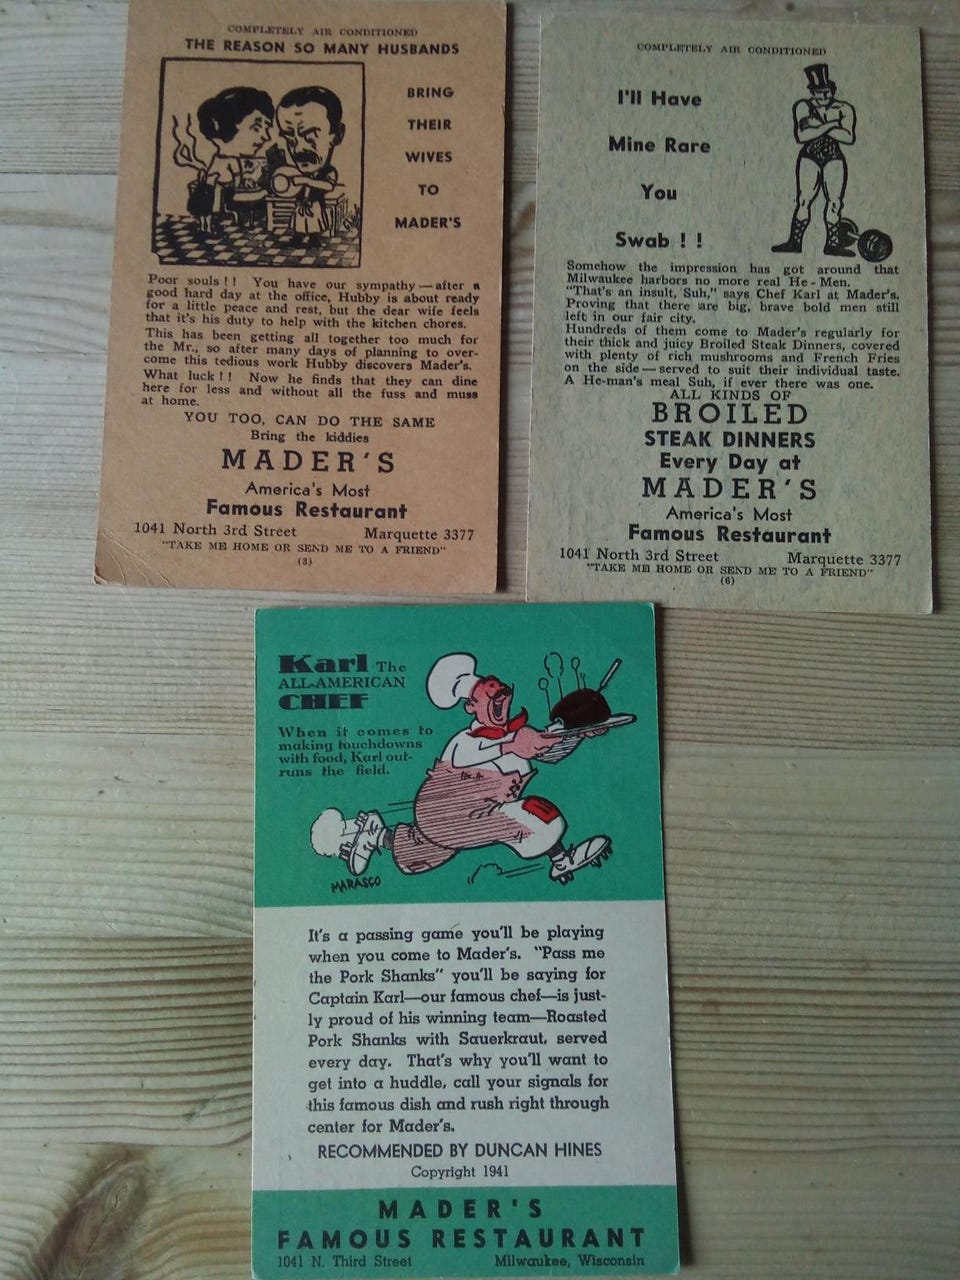 COMPLETELY AIR CONDITIONED
THE REASON SO MANY HUSBANDS
BRING
THEIR
WIVES
TO
MADER'S
Poor souls!! You have our sympathy—after a
good hard day at the office, Hubby is about ready
for a little peace and rest, but the dear wife feels
that it's his duty to help with the kitchen chores.
This has been getting all together too much for
the Mr., so after many days of planning to over-
come this tedious work Hubby discovers Mader's.
What luck!! Now he finds that they can dine
here for less and without all the fuss and muss
at home.
YOU TOO, CAN DO THE SAME
Bring the kiddies
MADER'S
America's Most
Famous Restaurant
1041 North 3rd Street Marquette 3377
"TAKE ME HOME OR SEND ME TO A FRIEND"
(3)
COMPLETELY AIR CONDITIONED
I'll Have
Mine Rare
You
Swab ! !
Somehow the impression has got around that
Milwaukee harbors no more real He-Men.
"That's an insult, Suh," says Chef Karl at Mader's.
Proving that there are big, brave bold men still
left in our fair city.
Hundreds of them come to Mader's regularly for
their thick and juicy Broiled Steak Dinners, covered
with plenty of rich mushrooms and French Fries
on the side—served to suit their individual taste.
A He-man's meal Suh, if ever there was one.
ALL KINDS OF
BROILED
STEAK DINNERS
Every Day at
MADER'S
America's Most
Famous Restaurant
1041 North 3rd Street Marquette 3377
"TAKE ME HOME OR SEND ME TO A FRIEND"
(6)
Karl The
ALL-AMERICAN
CHEF
When it comes to
making touchdowns
with food, Karl out-
runs the field.
MARASCO
It's a passing game you'll be playing
when you come to Mader's. "Pass me
the Pork Shanks" you'll be saying for
Captain Karl—our famous chef—is just-
ly proud of his winning team—Roasted
Pork Shanks with Sauerkraut, served
every day. That's why you'll want to
get into a huddle, call your signals for
this famous dish and rush right through
center for Mader's.
RECOMMENDED BY DUNCAN HINES
Copyright 1941
MADER'S
FAMOUS RESTAURANT
1041 N. Third Street Milwaukee, Wisconsin